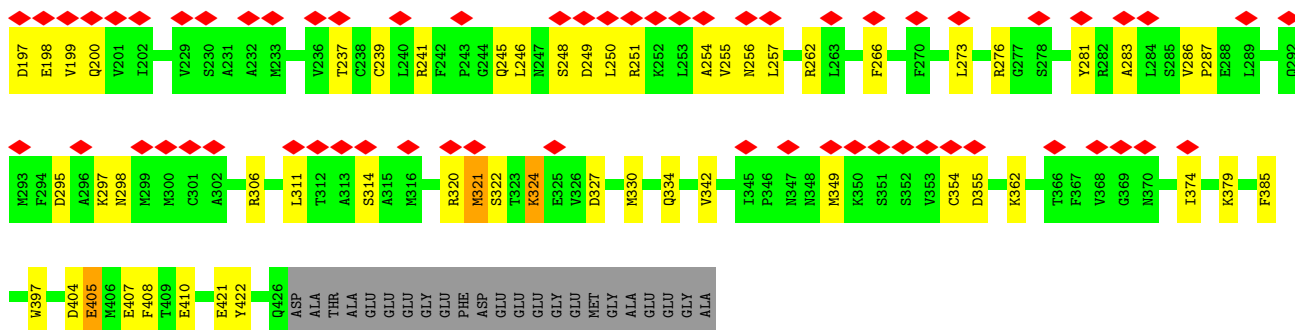 D197 E198 V199 Q200 V201 I202 V229 S230 A231 A232 M233 V236 T237 C238 C239 L240 R241 F242 P243 G244 Q245 L246 N247 S248 D249 L250 R251 K252 L253 A254 V255 N256 L257 R262 L263 F266 F270 L273 R276 G277 S278 Y281 R282 A283 L284 S285 V286 P287 E288 L289 Q292
M293 F294 D295 A296 K297 N298 M299 M300 C301 A302 R306 L311 T312 A313 S314 A315 M316 R320 M321 S322 T323 K324 E325 V326 D327 M330 Q334 V342 I345 P346 N347 N348 M349 K350 S351 S352 V353 C354 D355 K362 T366 F367 V368 G369 N370 I374 K379 F385
W397 D404 E405 M406 E407 F408 T409 E410 E421 Y422 Q426 ASP ALA THR ALA GLU GLU GLU GLY GLU PHE ASP GLU GLU GLU GLY GLU MET GLY ALA GLU GLU GLY ALA